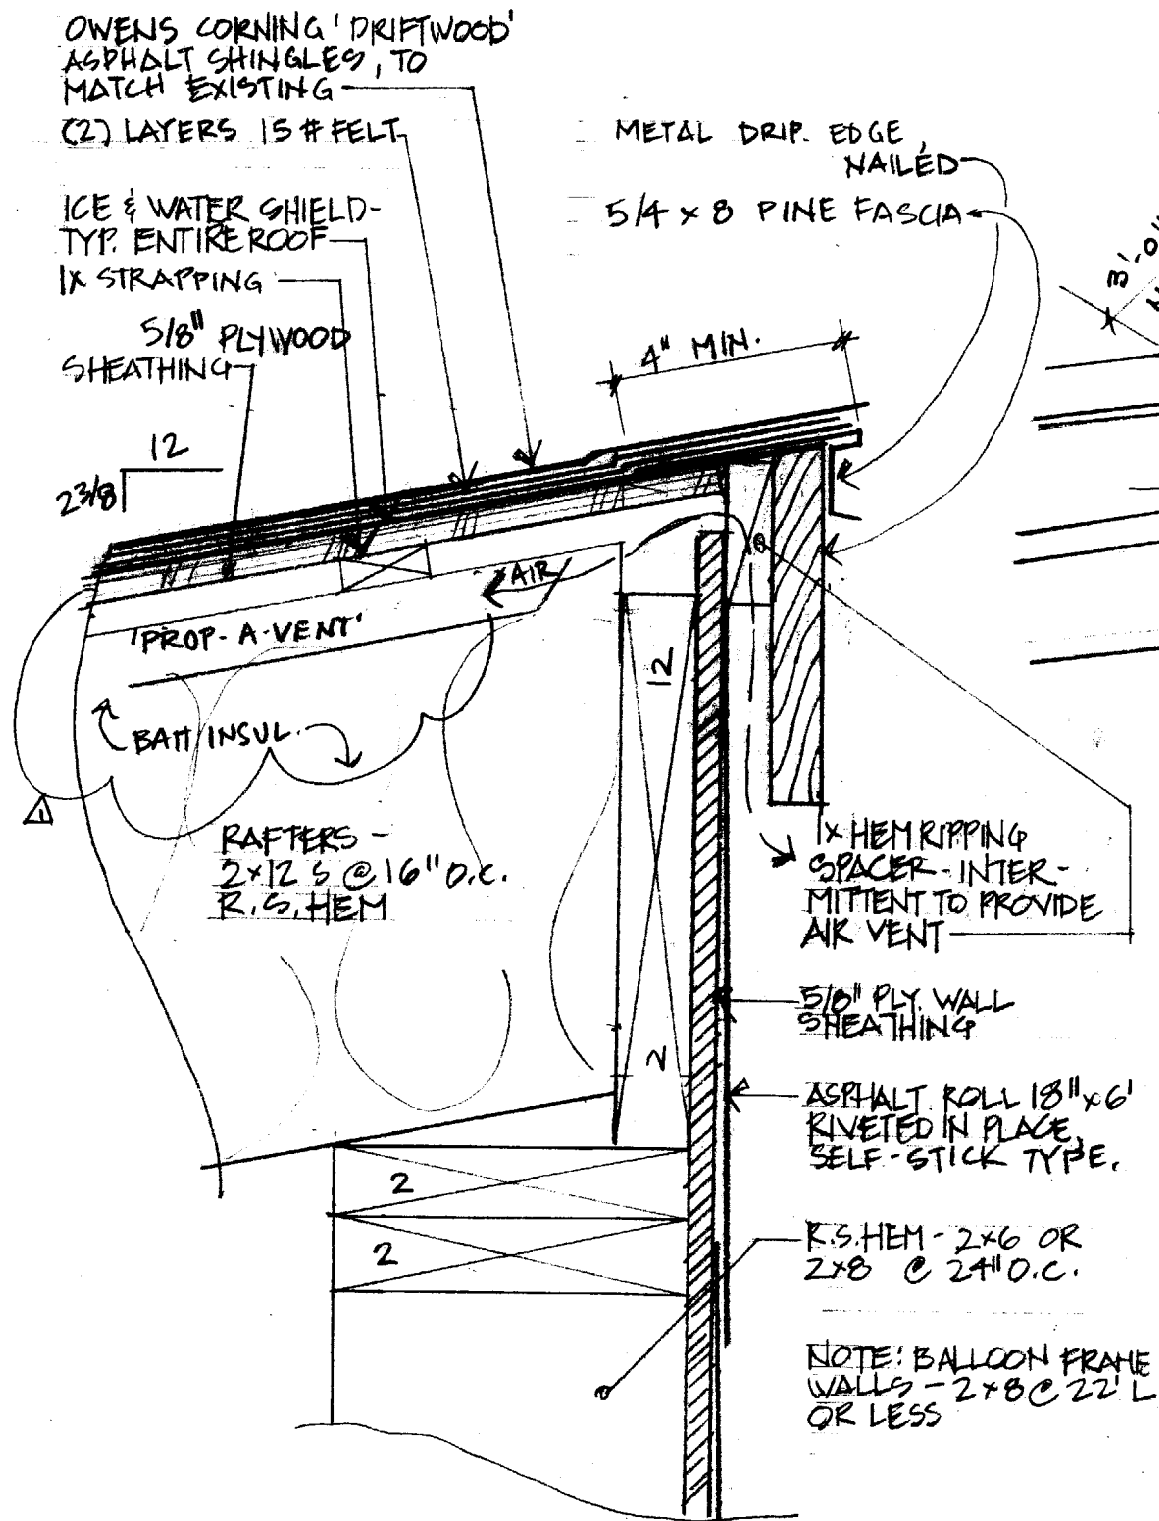 OWENS CORNING 'DRIFTWOOD'
ASPHALT SHINGLES, TO
MATCH EXISTING
(2) LAYERS 15# FELT
ICE & WATER SHIELD-
TYP. ENTIRE ROOF
1X STRAPPING
5/8" PLYWOOD
SHEATHING
METAL DRIP EDGE,
NAILED
5/4 x 8 PINE FASCIA
3'-0"
4" MIN.
12
2 3/8
AIR
'PROP-A-VENT'
12
BATT INSUL.
1
RAFTERS -
2x12 S @ 16" O.C.
R.S. HEM
1x HEM RIPPING
SPACER - INTER-
MITTENT TO PROVIDE
AIR VENT
5/8" PLY. WALL
SHEATHING
2
ASPHALT ROLL 18" x 6'
RIVETED IN PLACE,
SELF-STICK TYPE.
2
R.S. HEM - 2x6 OR
2x8 @ 24" O.C.
2
NOTE: BALLOON FRAME
WALLS - 2x8 @ 22' L
OR LESS